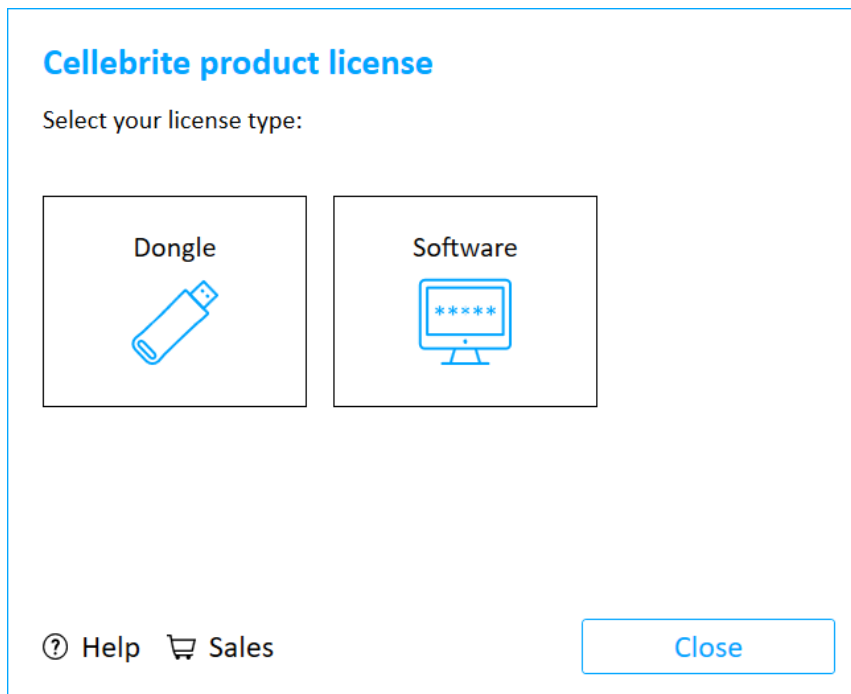 Cellebrite product license
Select your license type:
Dongle
Software
*****
Help
Sales
Close